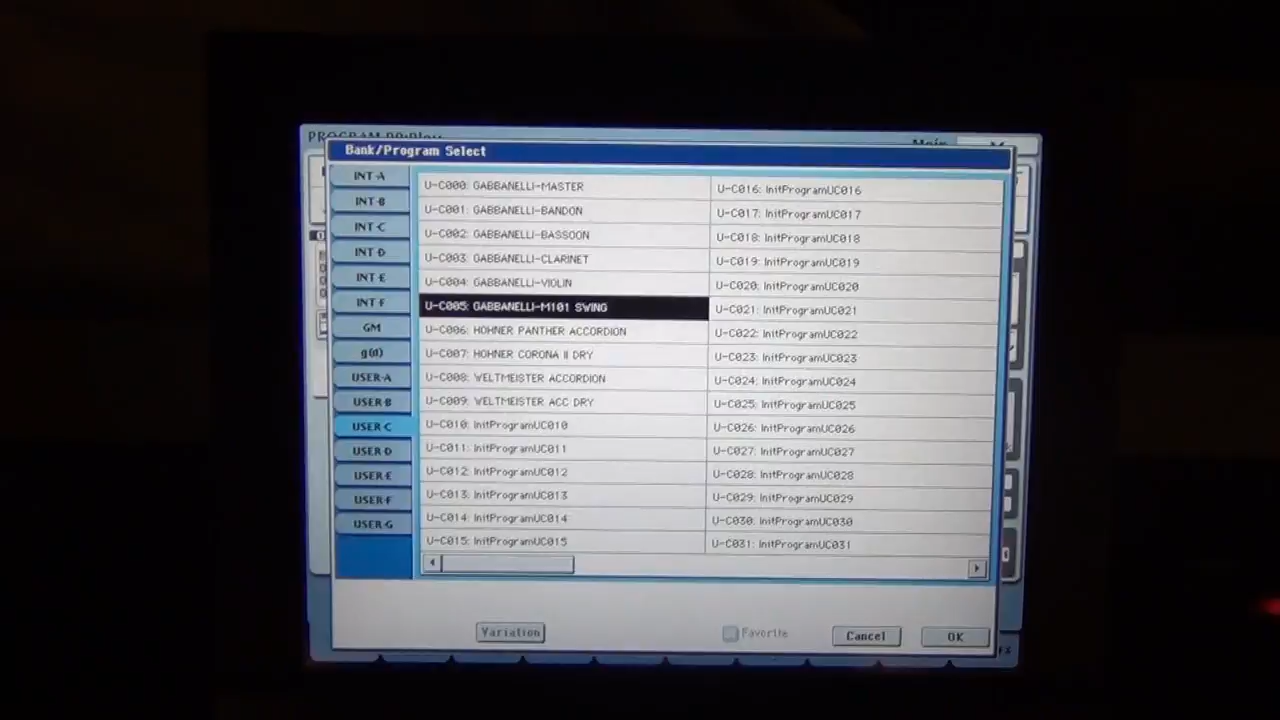 PROGRAM P0:Play
Main
Bank/Program Select
INT-A
INT-B
INT-C
INT-D
INT-E
INT-F
GM
g(d)
USER-A
USER-B
USER-C
USER-D
USER-E
USER-F
USER-G
U-C000: GABBANELLI-MASTER
U-C001: GABBANELLI-BANDON
U-C002: GABBANELLI-BASSOON
U-C003: GABBANELLI-CLARINET
U-C004: GABBANELLI-VIOLIN
U-C005: GABBANELLI-M101 SWING
U-C006: HOHNER PANTHER ACCORDION
U-C007: HOHNER CORONA II DRY
U-C008: WELTMEISTER ACCORDION
U-C009: WELTMEISTER ACC DRY
U-C010: InitProgramUC010
U-C011: InitProgramUC011
U-C012: InitProgramUC012
U-C013: InitProgramUC013
U-C014: InitProgramUC014
U-C015: InitProgramUC015
U-C016: InitProgramUC016
U-C017: InitProgramUC017
U-C018: InitProgramUC018
U-C019: InitProgramUC019
U-C020: InitProgramUC020
U-C021: InitProgramUC021
U-C022: InitProgramUC022
U-C023: InitProgramUC023
U-C024: InitProgramUC024
U-C025: InitProgramUC025
U-C026: InitProgramUC026
U-C027: InitProgramUC027
U-C028: InitProgramUC028
U-C029: InitProgramUC029
U-C030: InitProgramUC030
U-C031: InitProgramUC031
Variation
Favorite
Cancel
OK